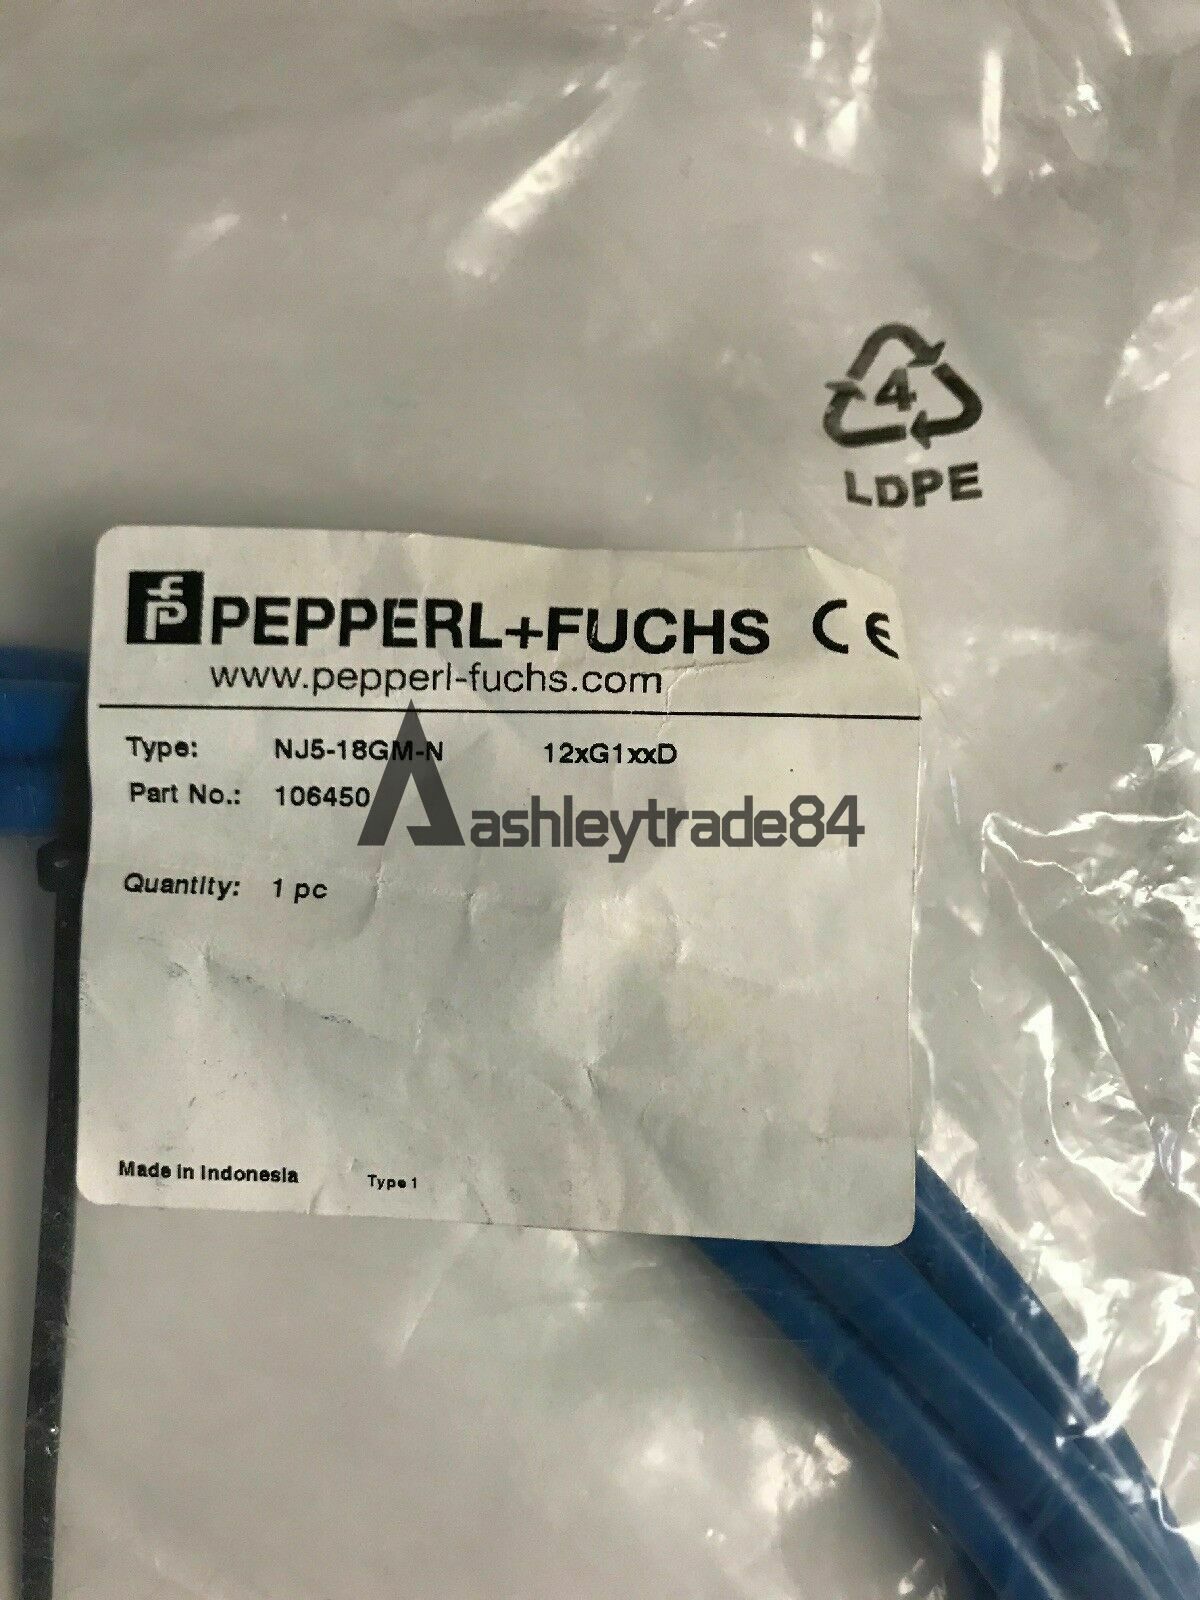 4
LDPE
PEPPERL+FUCHS CE
www.pepperl-fuchs.com
Type: NJ5-18GM-N 12xG1xxD
Part No.: 106450
ashleytrade84
Quantity: 1 pc
Made in Indonesia Type 1